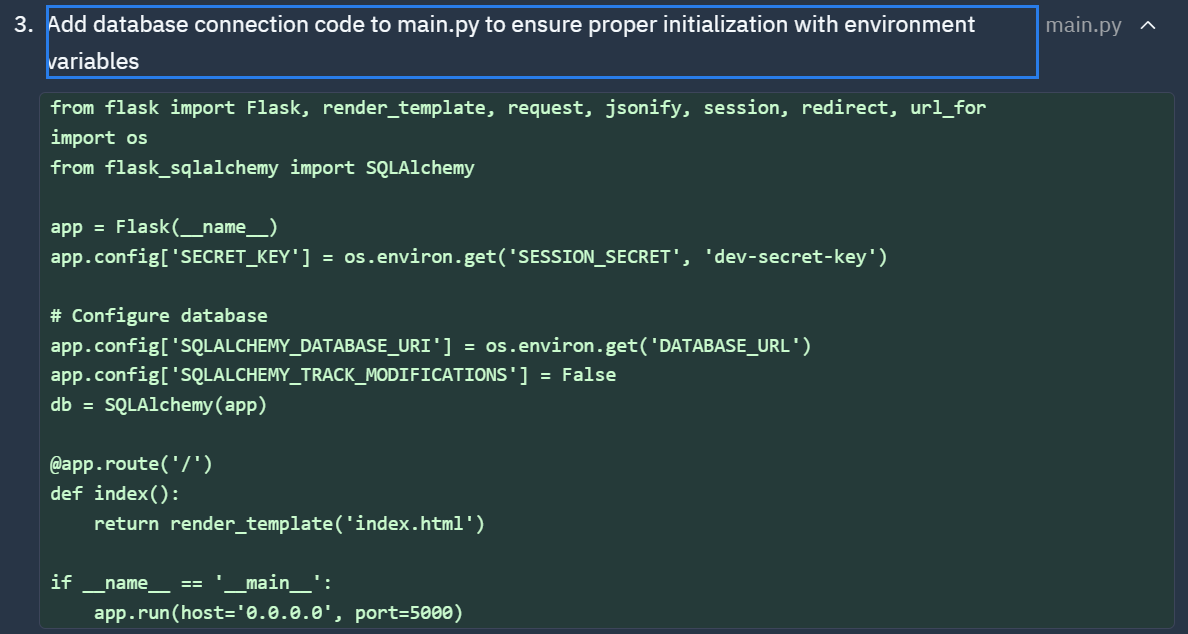 3. Add database connection code to main.py to ensure proper initialization with environment main.py
variables
from flask import Flask, render_template, request, jsonify, session, redirect, url_for
import os
from flask_sqlalchemy import SQLAlchemy

app = Flask(__name__)
app.config['SECRET_KEY'] = os.environ.get('SESSION_SECRET', 'dev-secret-key')

# Configure database
app.config['SQLALCHEMY_DATABASE_URI'] = os.environ.get('DATABASE_URL')
app.config['SQLALCHEMY_TRACK_MODIFICATIONS'] = False
db = SQLAlchemy(app)

@app.route('/')
def index():
    return render_template('index.html')

if __name__ == '__main__':
    app.run(host='0.0.0.0', port=5000)